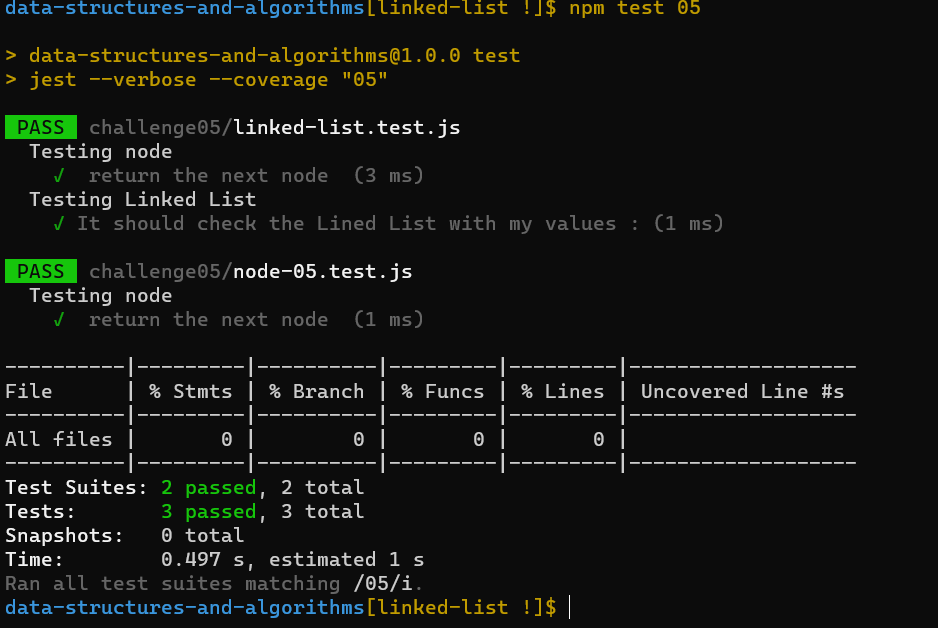 data-structures-and-algorithms[linked-list !]$ npm test 05
> data-structures-and-algorithms@1.0.0 test
> jest --verbose --coverage "05"
PASS challenge05/linked-list.test.js
Testing node
√ return the next node (3 ms)
Testing Linked List
√ It should check the Lined List with my values : (1 ms)
PASS challenge05/node-05.test.js
Testing node
√ return the next node (1 ms)
----------|---------|----------|---------|---------|-------------------
File | % Stmts | % Branch | % Funcs | % Lines | Uncovered Line #s
----------|---------|----------|---------|---------|-------------------
All files | 0 | 0 | 0 | 0 |
----------|---------|----------|---------|---------|-------------------
Test Suites: 2 passed, 2 total
Tests: 3 passed, 3 total
Snapshots: 0 total
Time: 0.497 s, estimated 1 s
Ran all test suites matching /05/i.
data-structures-and-algorithms[linked-list !]$